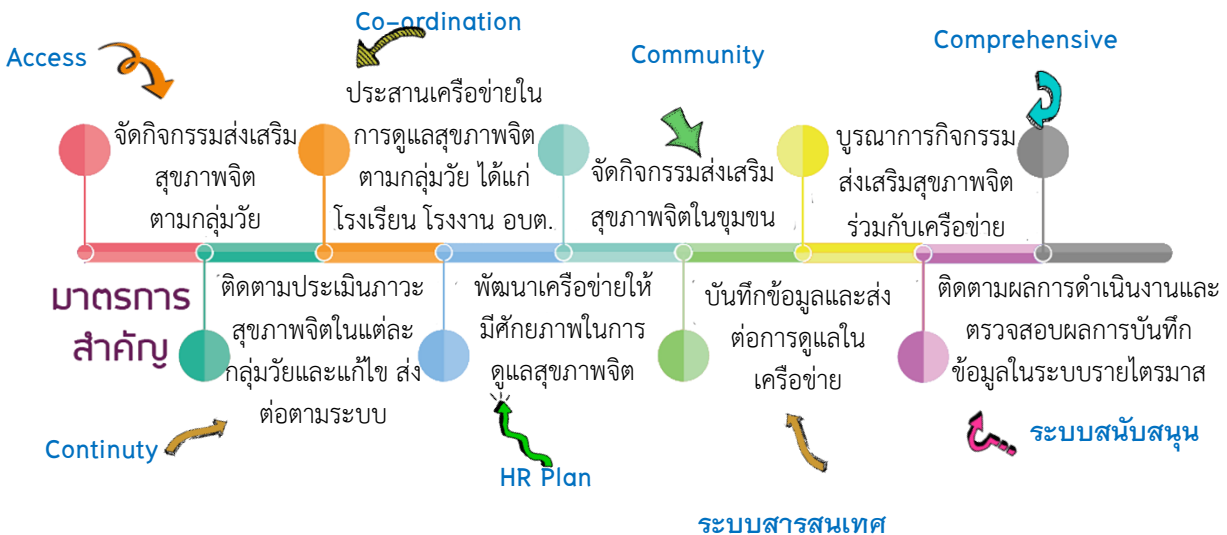 Co-ordination
Access
Community
Comprehensive
จัดกิจกรรมส่งเสริม
สุขภาพจิต
ตามกลุ่มวัย
ประสานเครือข่ายใน
การดูแลสุขภาพจิต
ตามกลุ่มวัย ได้แก่
โรงเรียน โรงงาน อบต.
จัดกิจกรรมส่งเสริม
สุขภาพจิตในขุมขน
บูรณาการกิจกรรม
ส่งเสริมสุขภาพจิต
ร่วมกับเครือข่าย
มาตรการ
สำคัญ
ติดตามประเมินภาวะ
สุขภาพจิตในแต่ละ
กลุ่มวัยและแก้ไข ส่ง
ต่อตามระบบ
พัฒนาเครือข่ายให้
มีศักยภาพในการ
ดูแลสุขภาพจิต
บันทึกข้อมูลและส่ง
ต่อการดูแลใน
เครือข่าย
ติดตามผลการดำเนินงานและ
ตรวจสอบผลการบันทึก
ข้อมูลในระบบรายไตรมาส
Continuty
HR Plan
ระบบสารสนเทศ
ระบบสนับสนุน